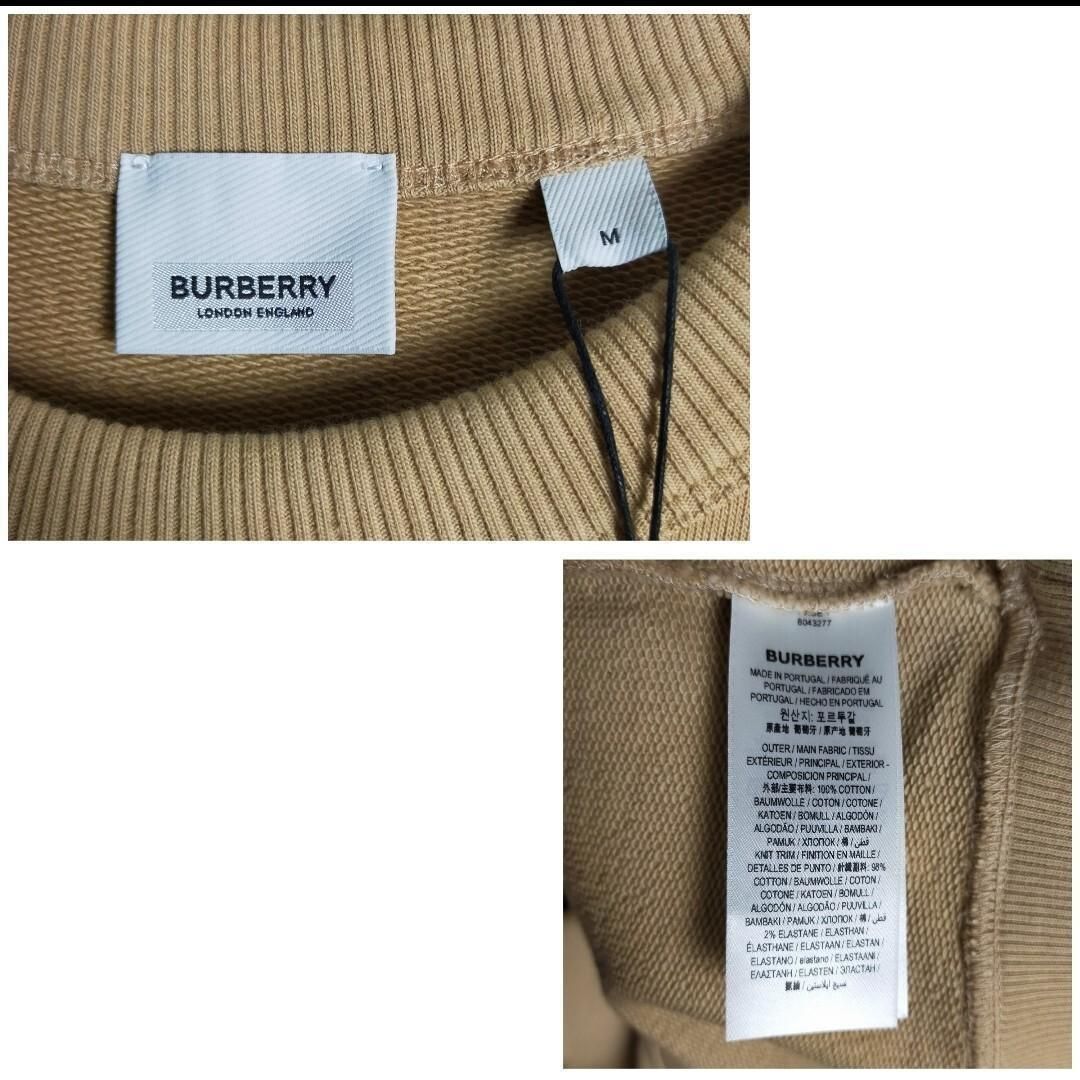 BURBERRY
LONDON ENGLAND
M
8043277
BURBERRY
MADE IN PORTUGAL / FABRIQUÉ AU
PORTUGAL / FABRICADO EM
PORTUGAL / HECHO EN PORTUGAL
원산지: 포르투갈
原產地 葡萄牙 / 原产地 葡萄牙
OUTER / MAIN FABRIC / TISSU
EXTÉRIEUR / PRINCIPAL / EXTERIOR -
COMPOSICION PRINCIPAL /
外部/主要布料: 100% COTTON /
BAUMWOLLE / COTON / COTONE /
KATOEN / BOMULL / ALGODÓN /
ALGODÃO / PUUVILLA / BAMBAKI /
PAMUK / ХЛОПОК / 棉 / قطن /
KNIT TRIM / FINITION EN MAILLE /
DETALLES DE PUNTO / 針織副料: 98%
COTTON / BAUMWOLLE / COTON /
COTONE / KATOEN / BOMULL /
ALGODÓN / ALGODÃO / PUUVILLA /
BAMBAKI / PAMUK / ХЛОПОК / 棉 / قطن /
2% ELASTANE / ELASTHAN /
ÉLASTHANE / ELASTAAN / ELASTAN /
ELASTANO / elastano / ELASTAANI /
ΕΛΑΣΤΑΝΗ / ELASTEN / ЭЛАСТАН /